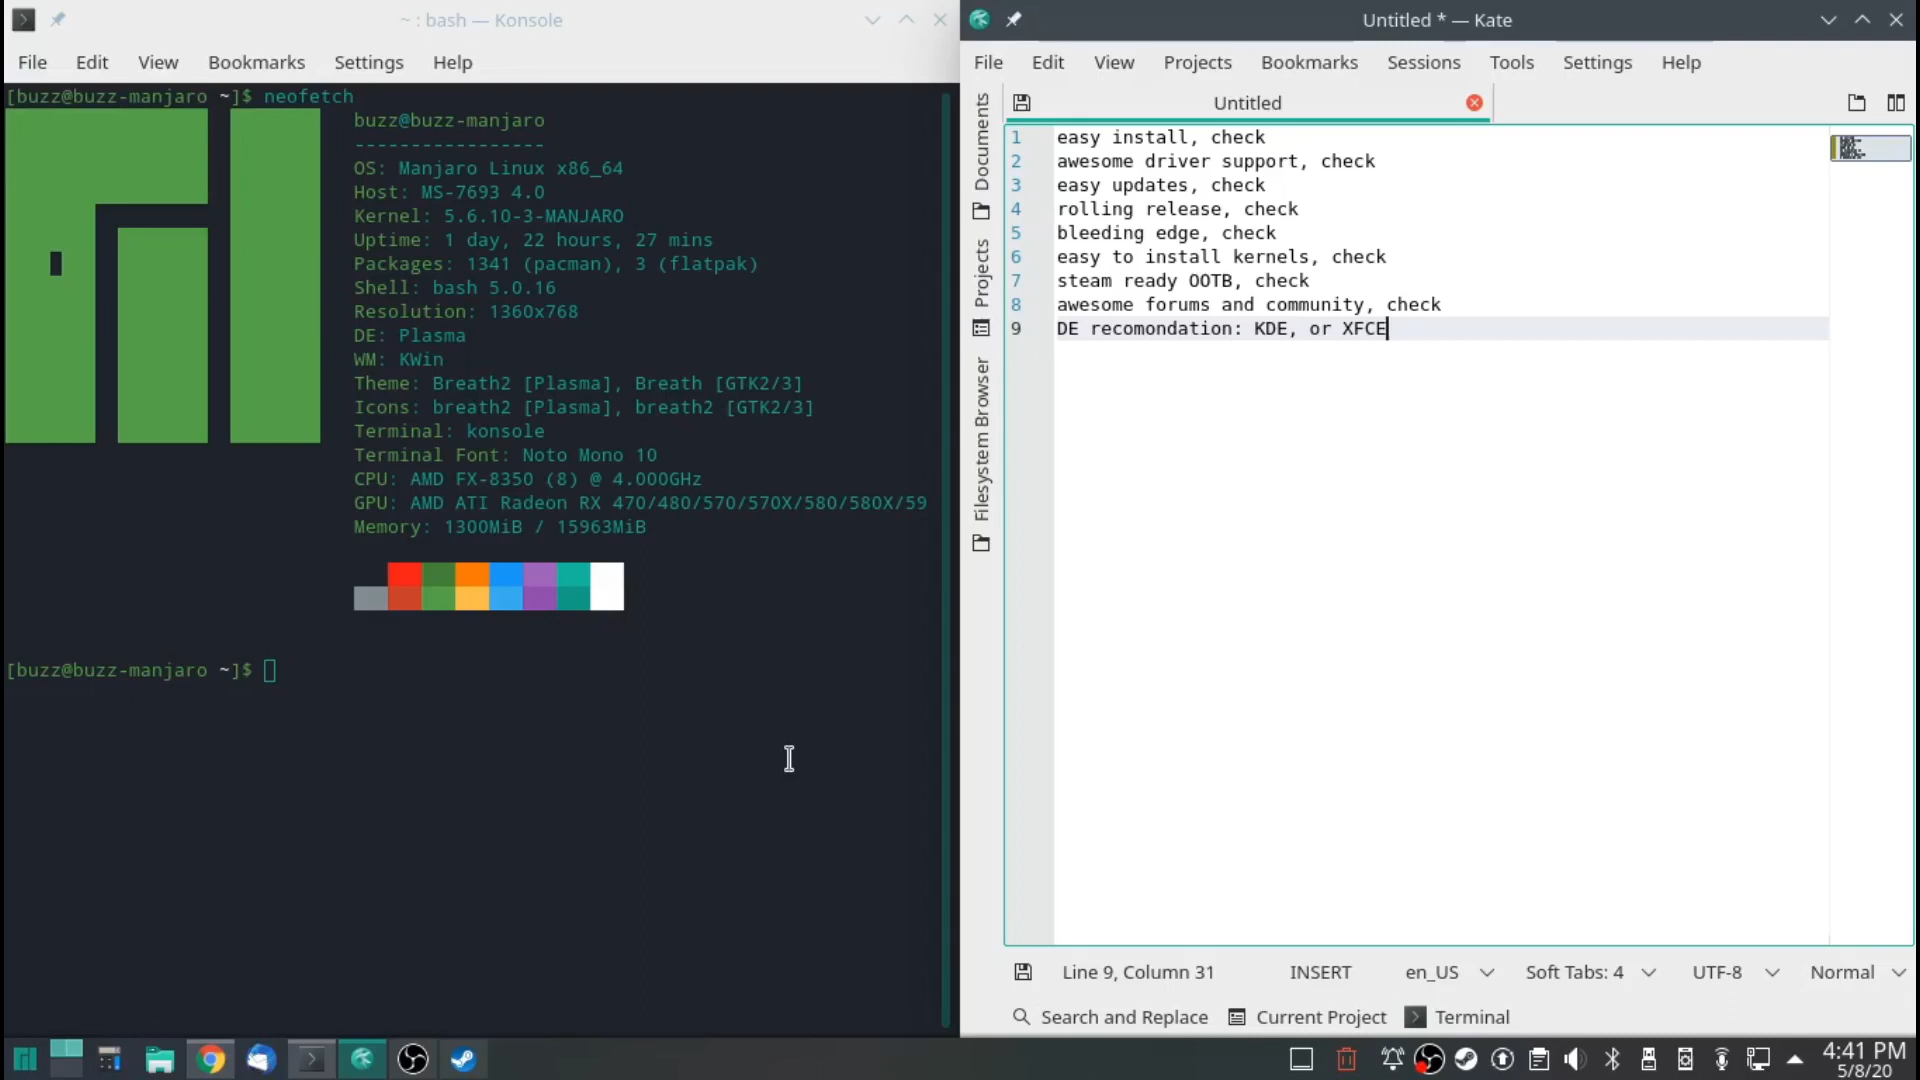 ~ : bash — Konsole
File Edit View Bookmarks Settings Help
[buzz@buzz-manjaro ~]$ neofetch
buzz@buzz-manjaro
-----------------
OS: Manjaro Linux x86_64
Host: MS-7693 4.0
Kernel: 5.6.10-3-MANJARO
Uptime: 1 day, 22 hours, 27 mins
Packages: 1341 (pacman), 3 (flatpak)
Shell: bash 5.0.16
Resolution: 1360x768
DE: Plasma
WM: KWin
Theme: Breath2 [Plasma], Breath [GTK2/3]
Icons: breath2 [Plasma], breath2 [GTK2/3]
Terminal: konsole
Terminal Font: Noto Mono 10
CPU: AMD FX-8350 (8) @ 4.000GHz
GPU: AMD ATI Radeon RX 470/480/570/570X/580/580X/59
Memory: 1300MiB / 15963MiB
[buzz@buzz-manjaro ~]$
Untitled * — Kate
File Edit View Projects Bookmarks Sessions Tools Settings Help
Untitled
Documents
Projects
Filesystem Browser
1 easy install, check
2 awesome driver support, check
3 easy updates, check
4 rolling release, check
5 bleeding edge, check
6 easy to install kernels, check
7 steam ready OOTB, check
8 awesome forums and community, check
9 DE recomondation: KDE, or XFCE
Line 9, Column 31 INSERT en_US Soft Tabs: 4 UTF-8 Normal
Search and Replace Current Project Terminal
4:41 PM
5/8/20